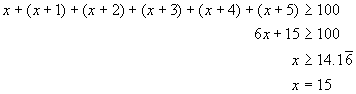 x + (x + 1) + (x + 2) + (x + 3) + (x + 4) + (x + 5) ≥ 100
6x + 15 ≥ 100
x ≥ 14.16̅
x = 15